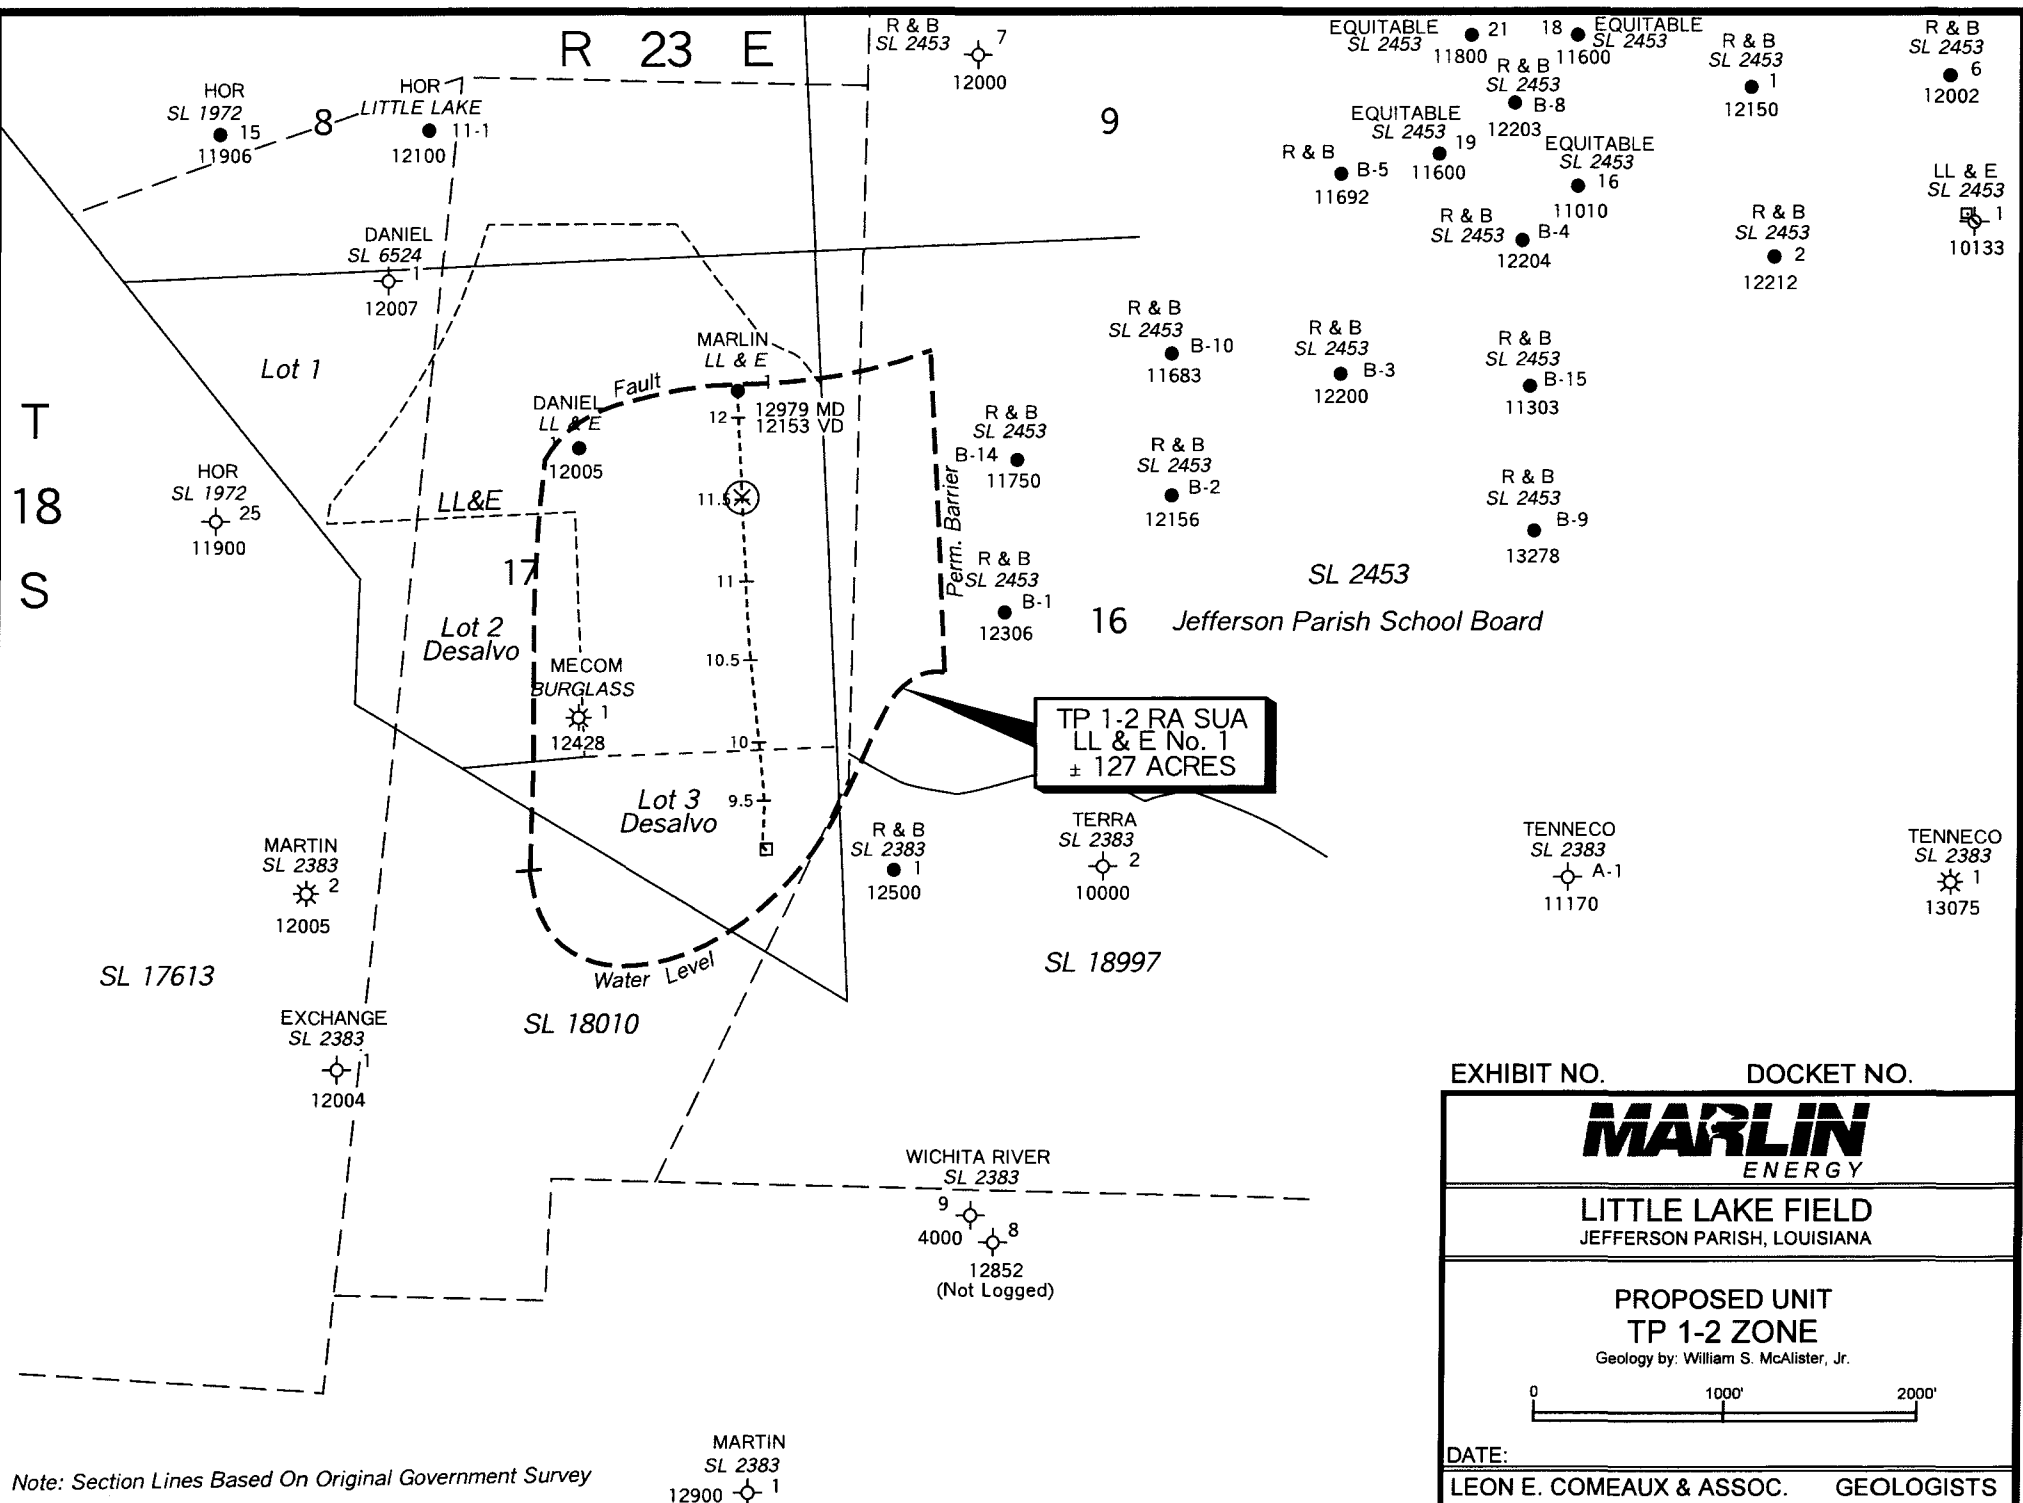 R 23 E
R & B
SL 2453
7
12000
EQUITABLE
SL 2453
21
11800
18
EQUITABLE
SL 2453
11600
R & B
SL 2453
B-8
12203
R & B
SL 2453
1
12150
R & B
SL 2453
6
12002
HOR
SL 1972
15
11906
8
HOR
LITTLE LAKE
11-1
12100
9
EQUITABLE
SL 2453
19
11600
R & B
B-5
11692
EQUITABLE
SL 2453
16
11010
LL & E
SL 2453
1
10133
R & B
SL 2453
B-4
12204
R & B
SL 2453
2
12212
DANIEL
SL 6524
1
12007
Lot 1
MARLIN
LL & E
1
12979 MD
12153 VD
Fault
DANIEL
LL & E
1
12005
R & B
SL 2453
B-10
11683
R & B
SL 2453
B-3
12200
R & B
SL 2453
B-15
11303
T
18
S
HOR
SL 1972
25
11900
LL&E
12
11.5
11
10.5
10
9.5
Perm. Barrier
R & B
SL 2453
B-14
11750
R & B
SL 2453
B-2
12156
R & B
SL 2453
B-9
13278
17
R & B
SL 2453
B-1
12306
SL 2453
16
Jefferson Parish School Board
Lot 2
Desalvo
MECOM
BURGLASS
1
12428
TP 1-2 RA SUA
LL & E No. 1
± 127 ACRES
Lot 3
Desalvo
MARTIN
SL 2383
2
12005
R & B
SL 2383
1
12500
TERRA
SL 2383
2
10000
TENNECO
SL 2383
A-1
11170
TENNECO
SL 2383
1
13075
SL 17613
Water Level
SL 18997
SL 18010
EXCHANGE
SL 2383
1
12004
WICHITA RIVER
SL 2383
9
4000
8
12852
(Not Logged)
MARTIN
SL 2383
12900
1
Note: Section Lines Based On Original Government Survey
EXHIBIT NO. DOCKET NO.
MARLIN
ENERGY
LITTLE LAKE FIELD
JEFFERSON PARISH, LOUISIANA
PROPOSED UNIT
TP 1-2 ZONE
Geology by: William S. McAlister, Jr.
0 1000' 2000'
DATE:
LEON E. COMEAUX & ASSOC. GEOLOGISTS